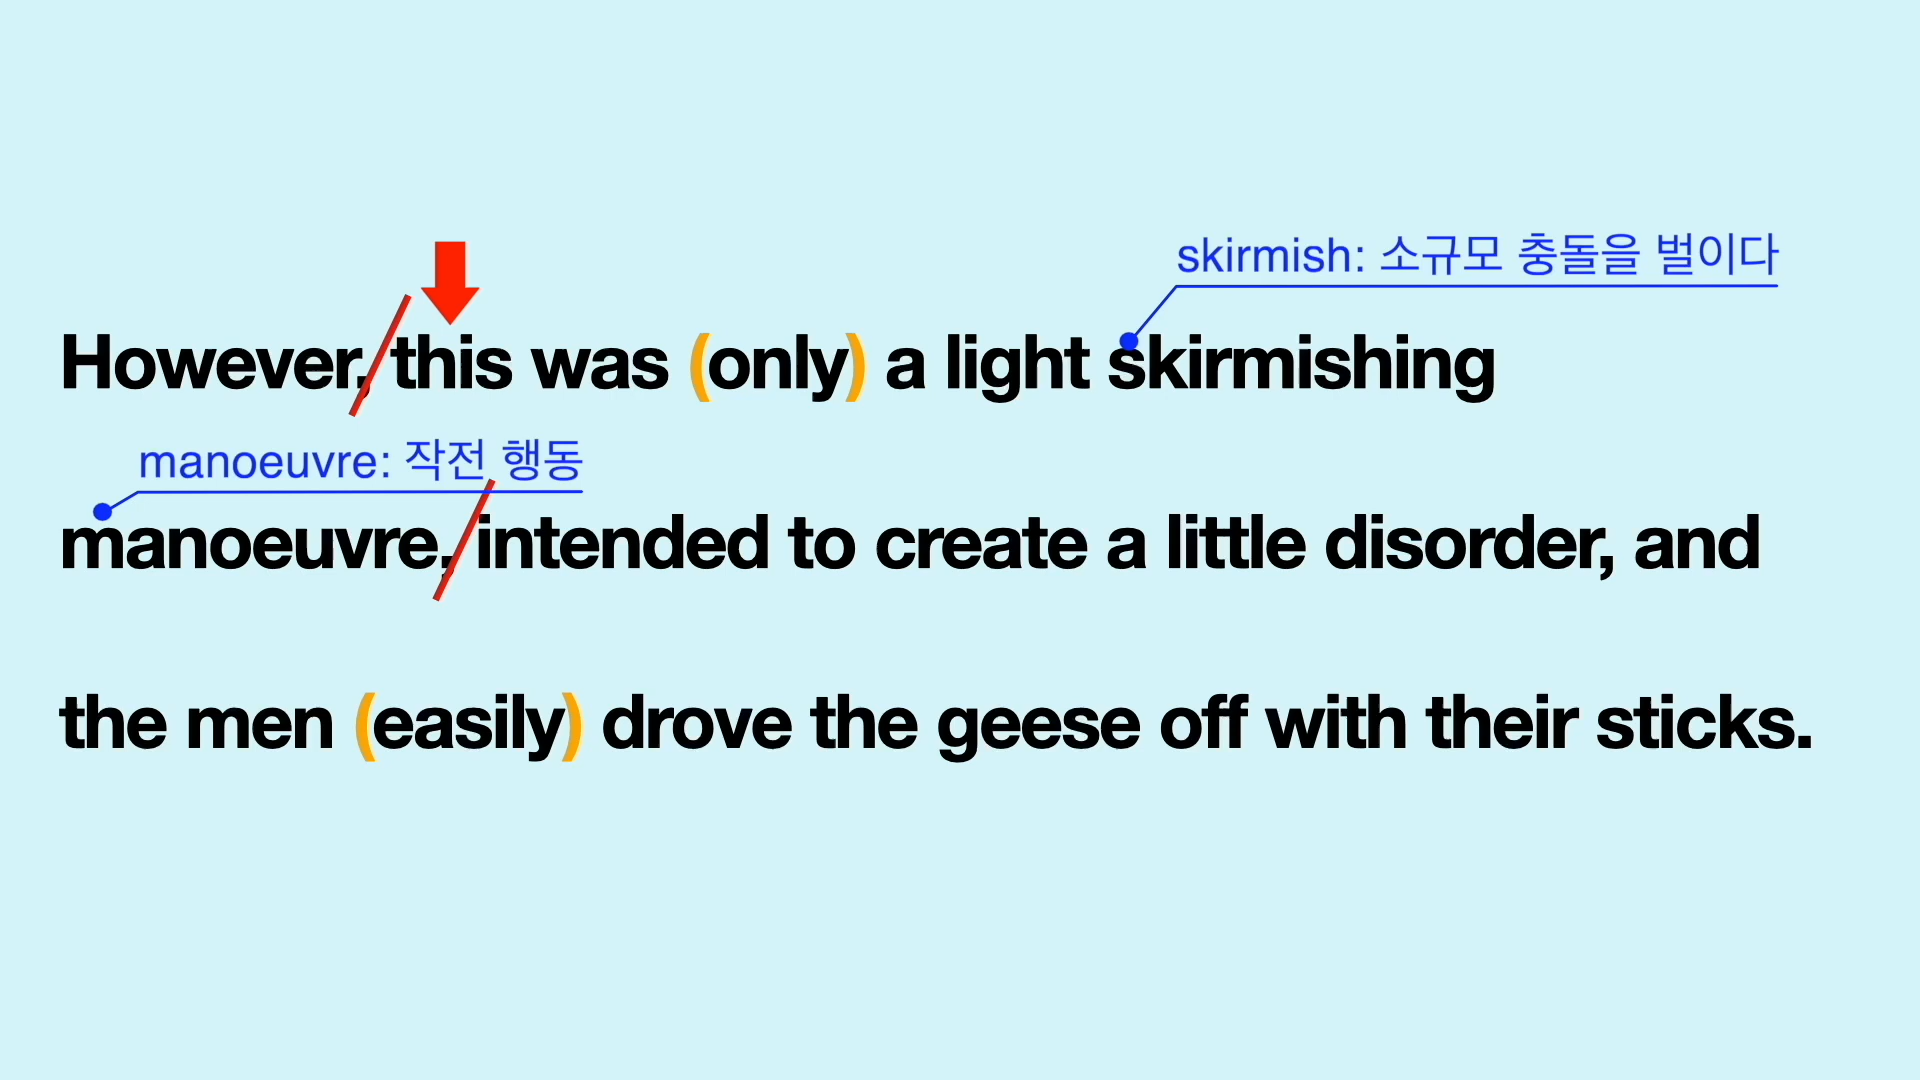 skirmish: 소규모 충돌을 벌이다
However, this was (only) a light skirmishing
manoeuvre: 작전 행동
manoeuvre, intended to create a little disorder, and
the men (easily) drove the geese off with their sticks.